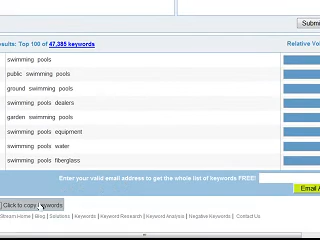 Submi
esults: Top 100 of 47,385 keywords
Relative Vol
swimming pools
public swimming pools
ground swimming pools
swimming pools dealers
garden swimming pools
swimming pools equipment
swimming pools water
swimming pools fiberglass
Enter your valid email address to get the whole list of keywords FREE!
Email A
Click to copy keywords
Stream Home | Blog | Solutions | Keywords | Keyword Research | Keyword Analysis | Negative Keywords | Contact Us